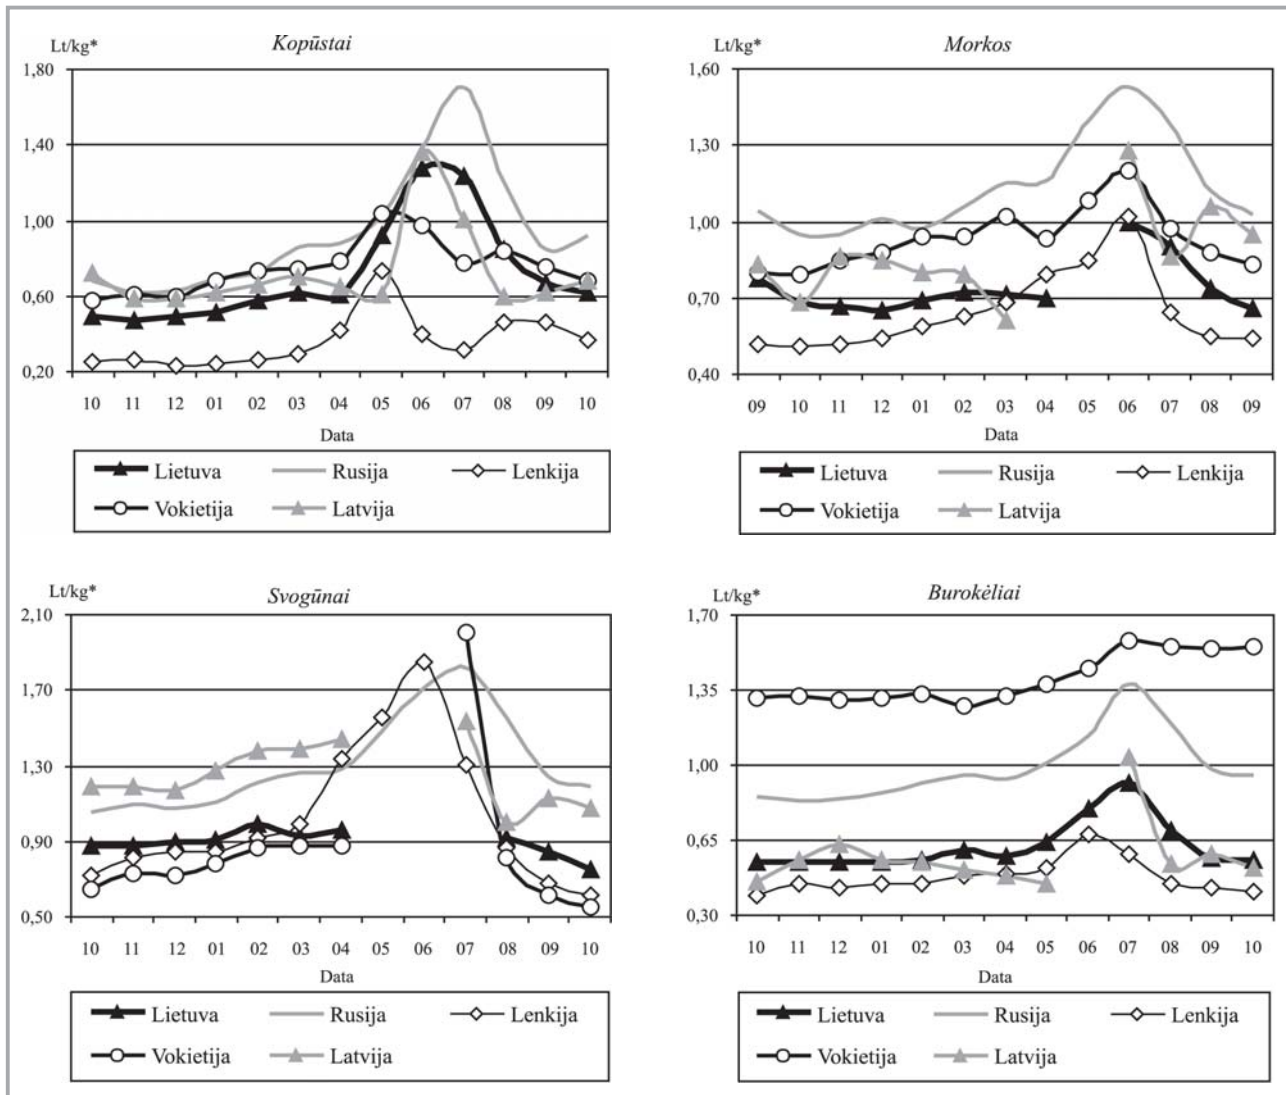 Kopūstai
Lt/kg*
1,80
1,40
1,00
0,60
0,20
10 11 12 01 02 03 04 05 06 07 08 09 10
Data
Lietuva Rusija Lenkija
Vokietija Latvija
Morkos
Lt/kg*
1,60
1,30
1,00
0,70
0,40
09 10 11 12 01 02 03 04 05 06 07 08 09
Data
Lietuva Rusija Lenkija
Vokietija Latvija
Svogūnai
Lt/kg*
2,10
1,70
1,30
0,90
0,50
10 11 12 01 02 03 04 05 06 07 08 09 10
Data
Lietuva Rusija Lenkija
Vokietija Latvija
Burokėliai
Lt/kg*
1,70
1,35
1,00
0,65
0,30
10 11 12 01 02 03 04 05 06 07 08 09 10
Data
Lietuva Rusija Lenkija
Vokietija Latvija